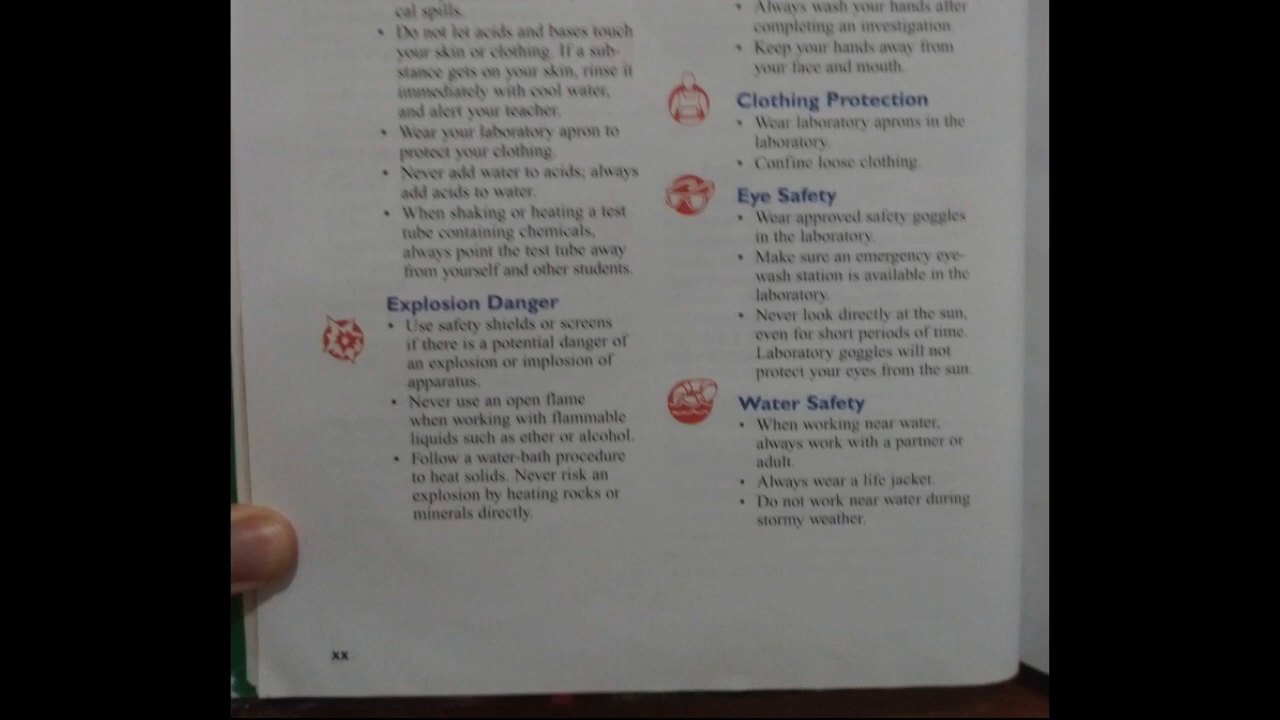 cal spills.
• Do not let acids and bases touch
your skin or clothing. If a sub-
stance gets on your skin, rinse it
immediately with cool water,
and alert your teacher.
• Wear your laboratory apron to
protect your clothing.
• Never add water to acids; always
add acids to water.
• When shaking or heating a test
tube containing chemicals,
always point the test tube away
from yourself and other students.
Explosion Danger
• Use safety shields or screens
if there is a potential danger of
an explosion or implosion of
apparatus.
• Never use an open flame
when working with flammable
liquids such as ether or alcohol.
• Follow a water-bath procedure
to heat solids. Never risk an
explosion by heating rocks or
minerals directly.
• Always wash your hands after
completing an investigation.
• Keep your hands away from
your face and mouth.
Clothing Protection
• Wear laboratory aprons in the
laboratory.
• Confine loose clothing.
Eye Safety
• Wear approved safety goggles
in the laboratory.
• Make sure an emergency eye-
wash station is available in the
laboratory.
• Never look directly at the sun,
even for short periods of time.
Laboratory goggles will not
protect your eyes from the sun.
Water Safety
• When working near water,
always work with a partner or
adult.
• Always wear a life jacket.
• Do not work near water during
stormy weather.
xx